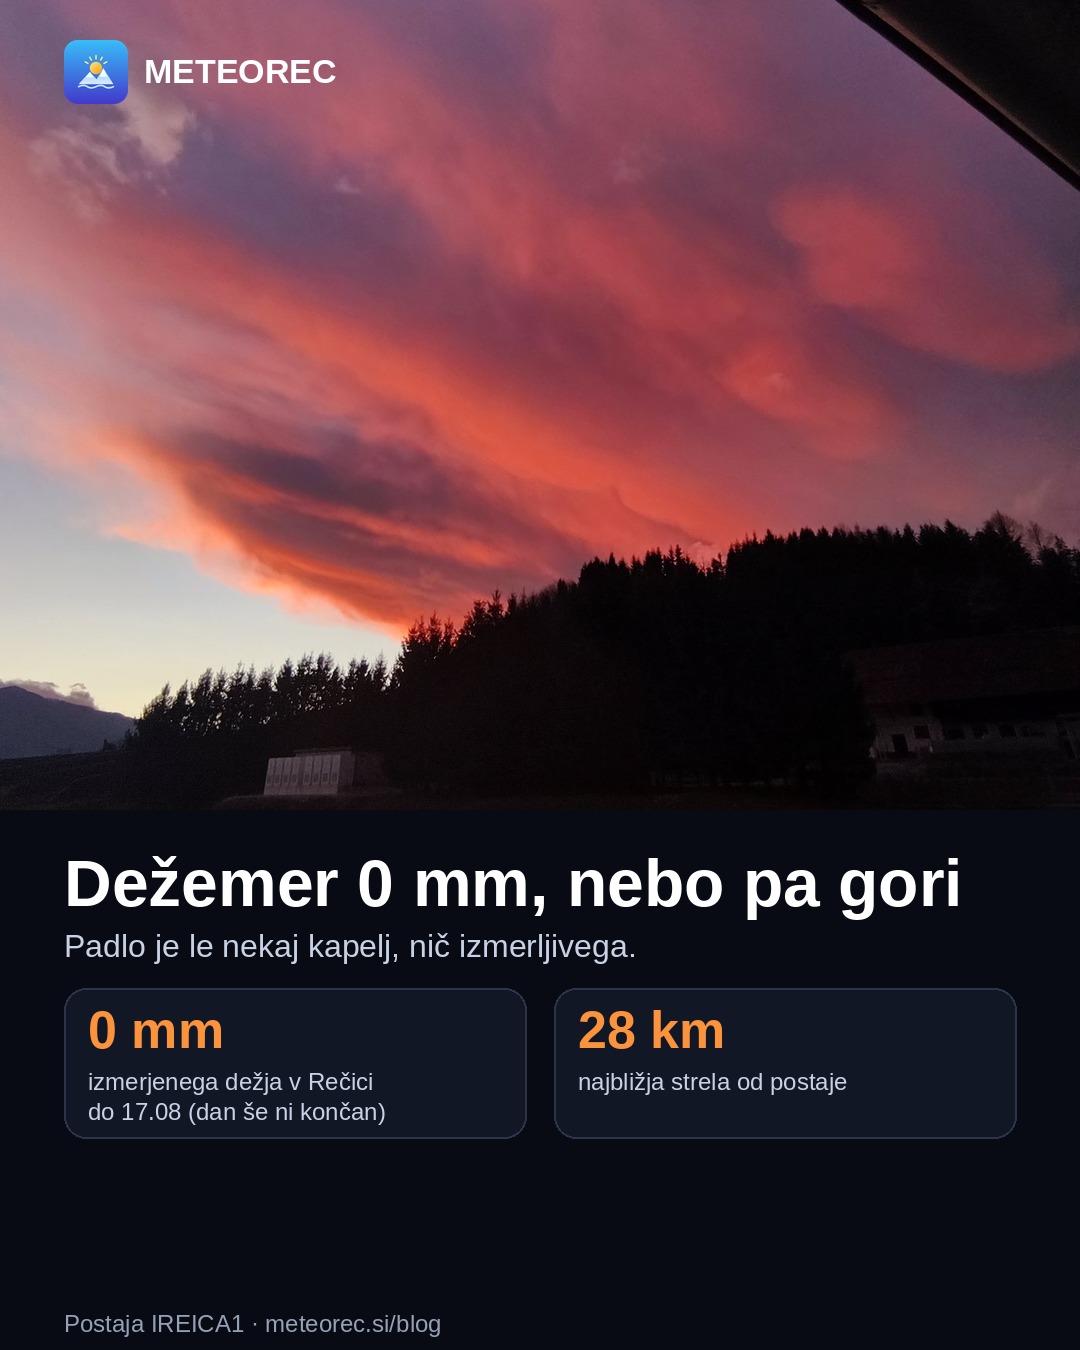 METEOREC
Dežemer 0 mm, nebo pa gori
Padlo je le nekaj kapelj, nič izmerljivega.
0 mm
izmerjenega dežja v Rečici
do 17.08 (dan še ni končan)
28 km
najbližja strela od postaje
Postaja IREICA1 · meteorec.si/blog